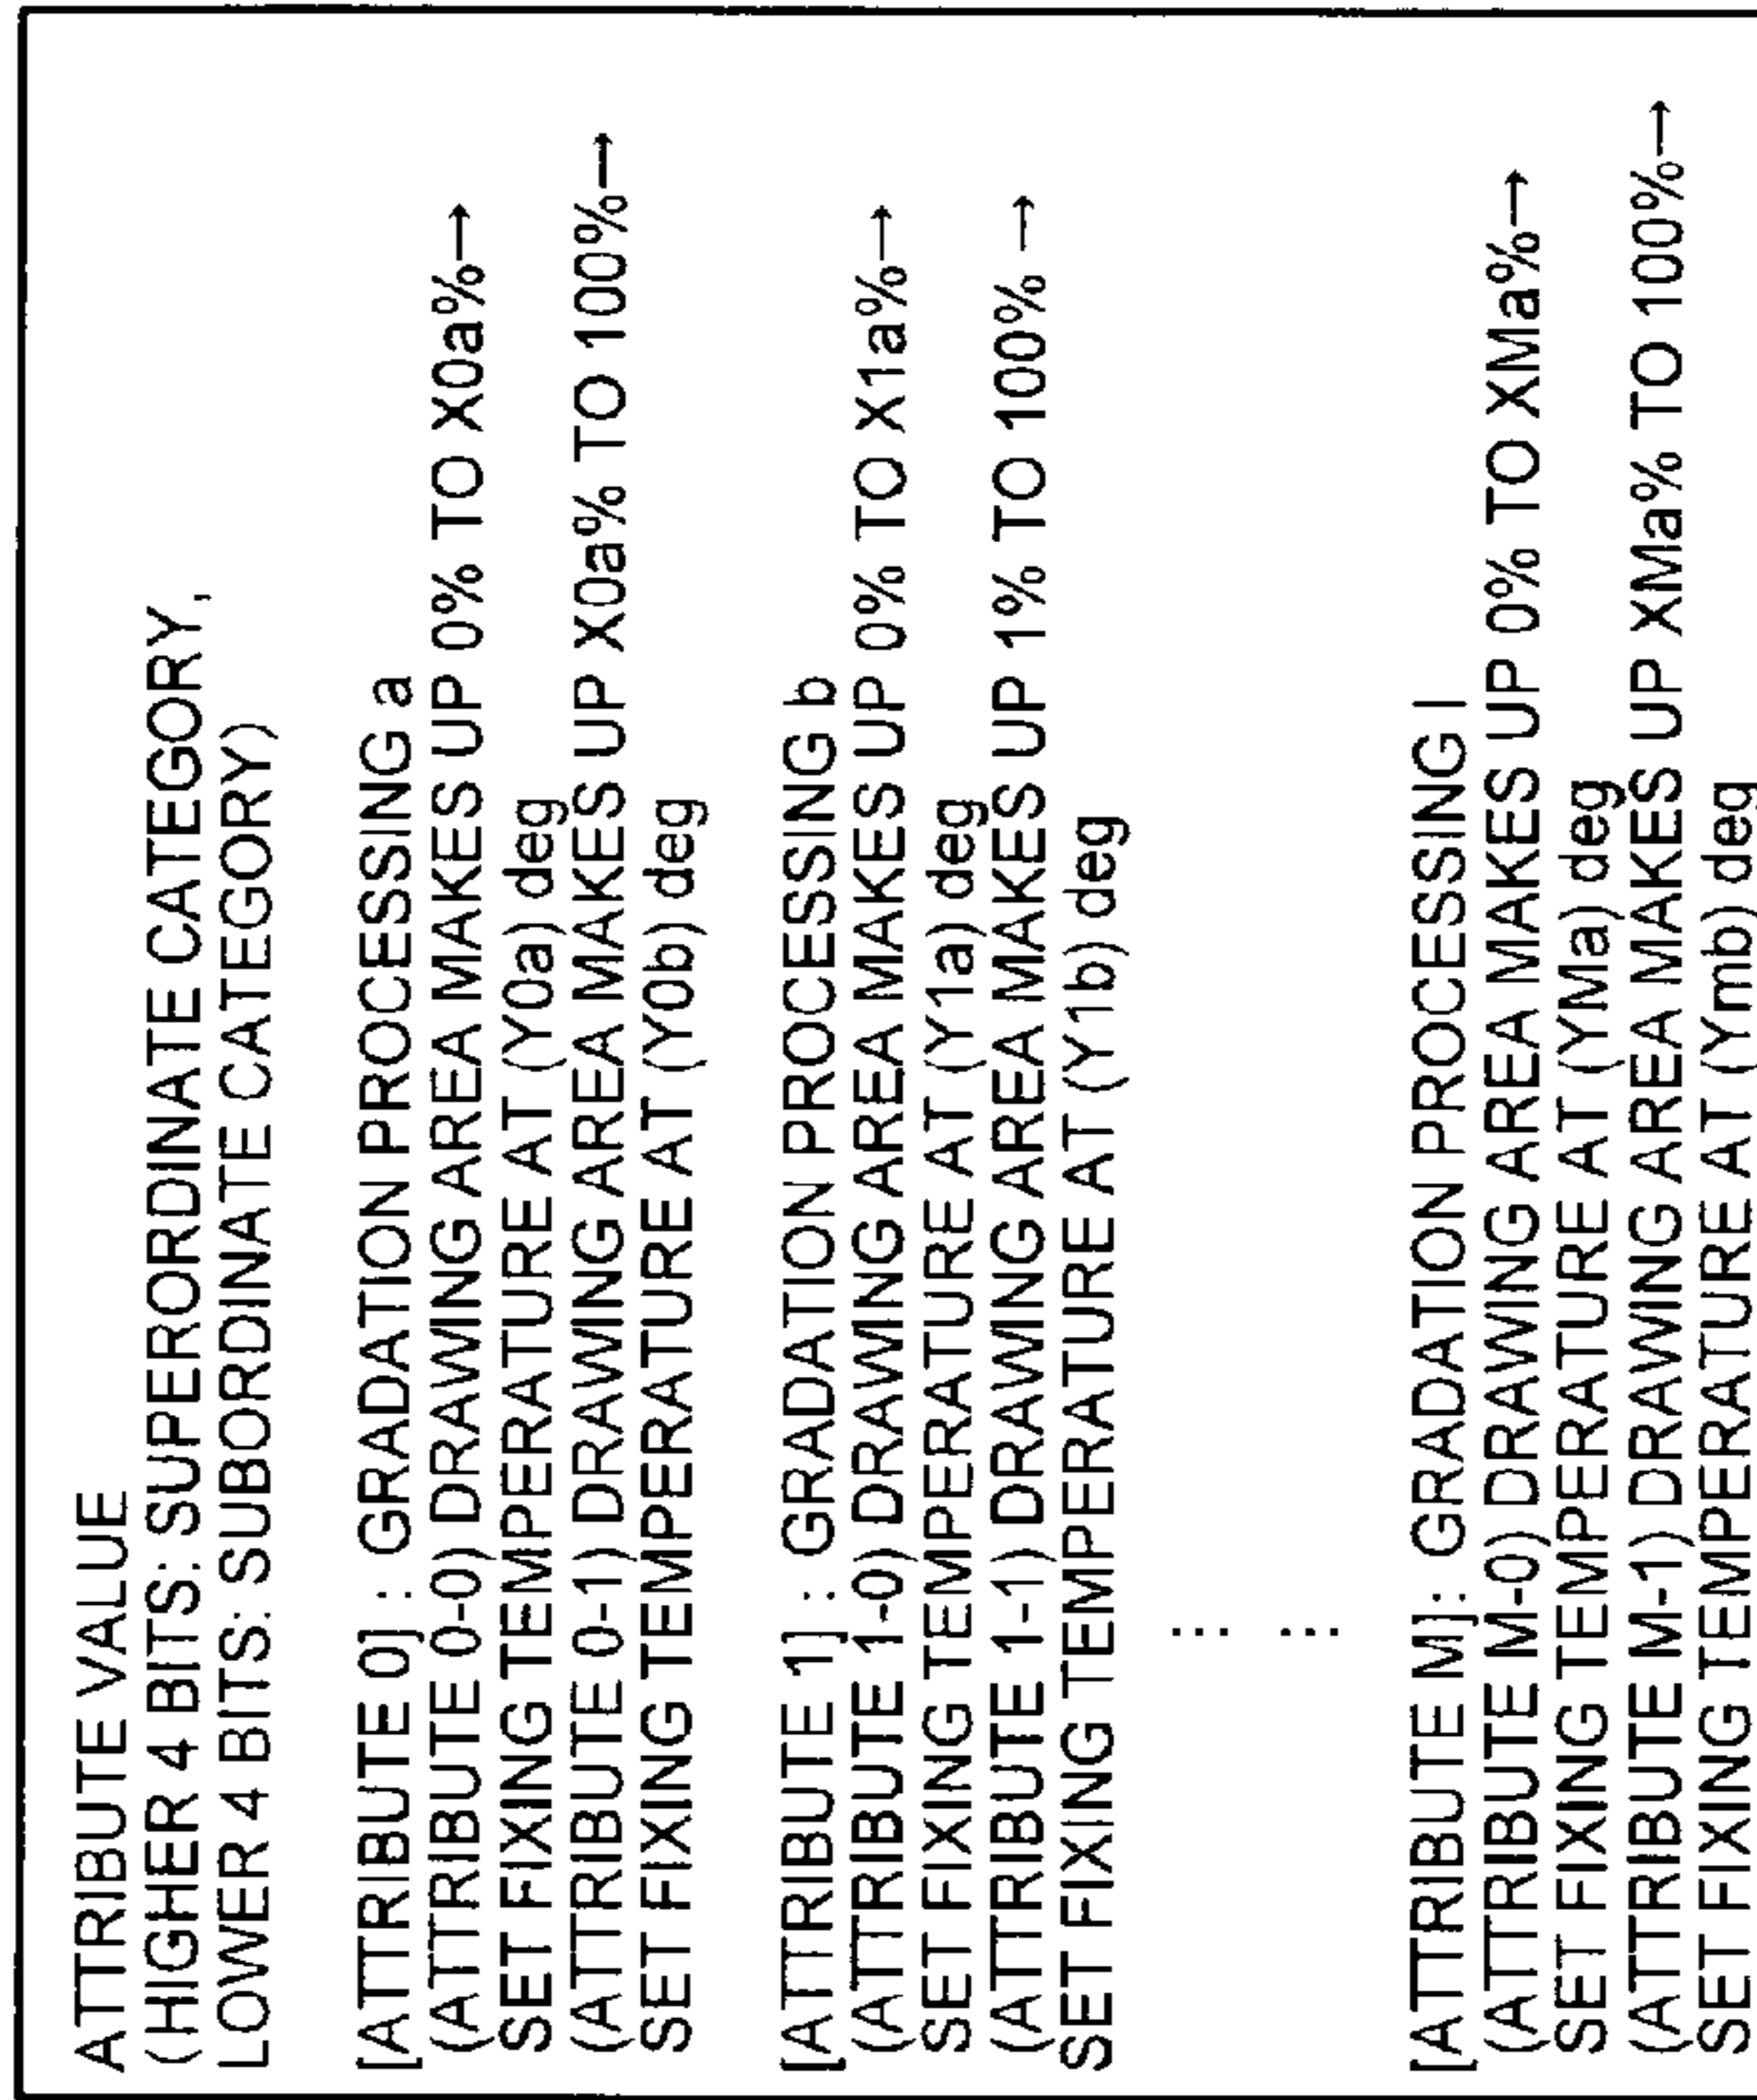 ATTRIBUTE VALUE
(HIGHER 4 BITS: SUPERORDINATE CATEGORY,
LOWER 4 BITS: SUBORDINATE CATEGORY)
[ATTRIBUTE 0]: GRADATION PROCESSING a
(ATTRIBUTE 0-0) DRAWING AREA MAKES UP 0% TO X0a%→
SET FIXING TEMPERATURE AT (Y0a) deg
(ATTRIBUTE 0-1) DRAWING AREA MAKES UP X0a% TO 100%→
SET FIXING TEMPERATURE AT (Y0b) deg
[ATTRIBUTE 1]: GRADATION PROCESSING b
(ATTRIBUTE 1-0) DRAWING AREA MAKES UP 0% TO X1a%→
SET FIXING TEMPERATURE AT (Y1a) deg
(ATTRIBUTE 1-1) DRAWING AREA MAKES UP 1% TO 100% →
SET FIXING TEMPERATURE AT (Y1b) deg
... ...
[ATTRIBUTE M]: GRADATION PROCESSING l
(ATTRIBUTE M-0) DRAWING AREA MAKES UP 0% TO XMa%→
SET FIXING TEMPERATURE AT (YMa) deg
(ATTRIBUTE M-1) DRAWING AREA MAKES UP XMa% TO 100%→
SET FIXING TEMPERATURE AT (Ymb) deg